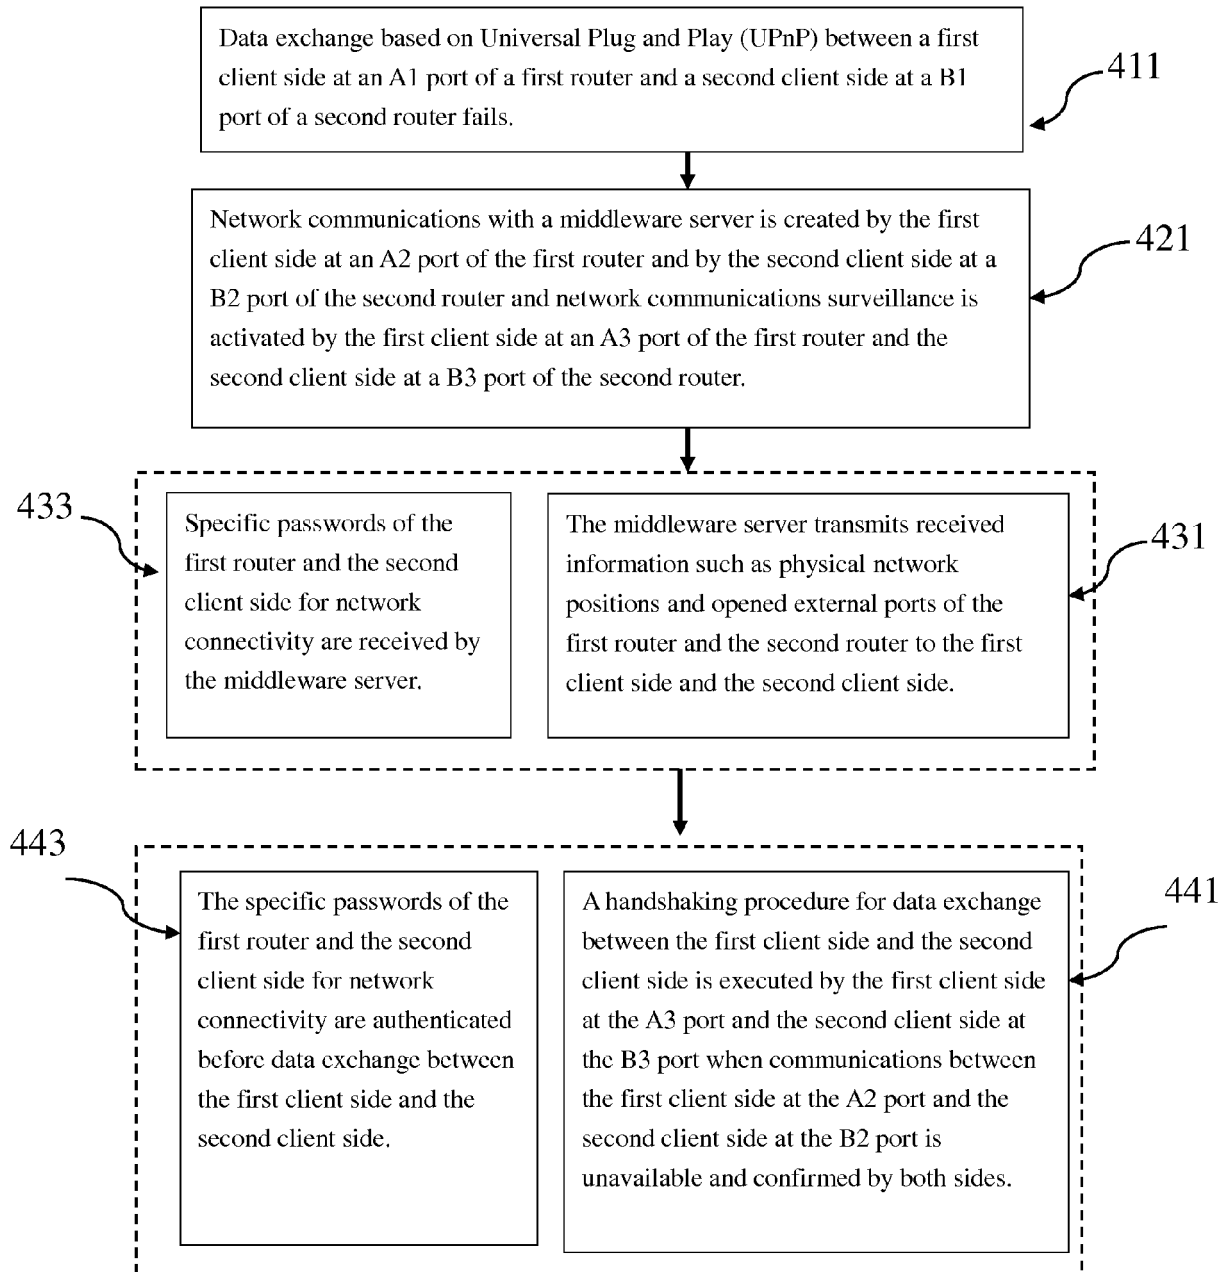 Data exchange based on Universal Plug and Play (UPnP) between a first
client side at an A1 port of a first router and a second client side at a B1
port of a second router fails.
411
Network communications with a middleware server is created by the first
client side at an A2 port of the first router and by the second client side at a
B2 port of the second router and network communications surveillance is
activated by the first client side at an A3 port of the first router and the
second client side at a B3 port of the second router.
421
433
Specific passwords of the
first router and the second
client side for network
connectivity are received by
the middleware server.
The middleware server transmits received
information such as physical network
positions and opened external ports of the
first router and the second router to the first
client side and the second client side.
431
443
The specific passwords of the
first router and the second
client side for network
connectivity are authenticated
before data exchange between
the first client side and the
second client side.
A handshaking procedure for data exchange
between the first client side and the second
client side is executed by the first client side
at the A3 port and the second client side at
the B3 port when communications between
the first client side at the A2 port and the
second client side at the B2 port is
unavailable and confirmed by both sides.
441